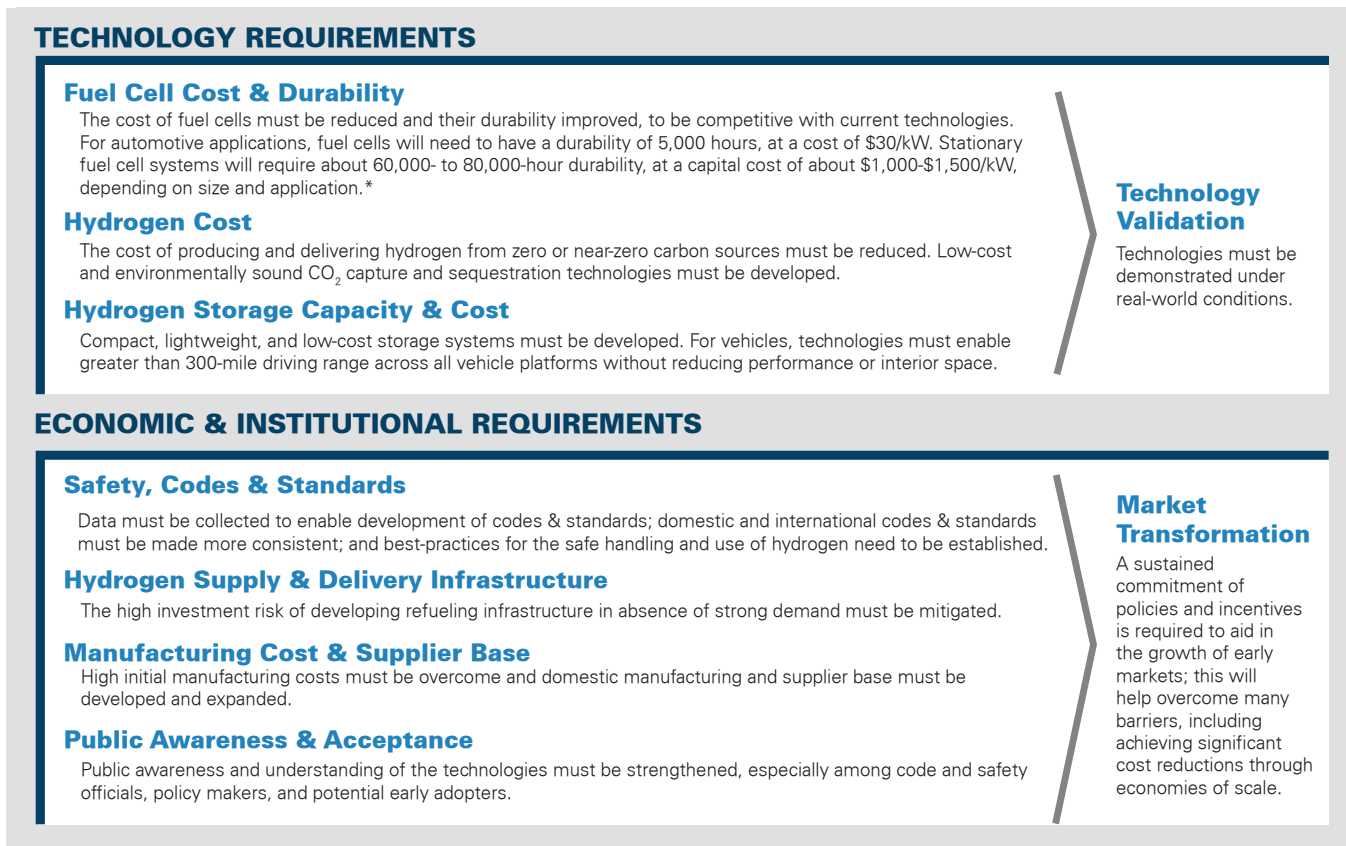 TECHNOLOGY REQUIREMENTS
Fuel Cell Cost & Durability
The cost of fuel cells must be reduced and their durability improved, to be competitive with current technologies.
For automotive applications, fuel cells will need to have a durability of 5,000 hours, at a cost of $30/kW. Stationary
fuel cell systems will require about 60,000- to 80,000-hour durability, at a capital cost of about $1,000-$1,500/kW,
depending on size and application.*
Hydrogen Cost
The cost of producing and delivering hydrogen from zero or near-zero carbon sources must be reduced. Low-cost
and environmentally sound CO₂ capture and sequestration technologies must be developed.
Hydrogen Storage Capacity & Cost
Compact, lightweight, and low-cost storage systems must be developed. For vehicles, technologies must enable
greater than 300-mile driving range across all vehicle platforms without reducing performance or interior space.
Technology
Validation
Technologies must be
demonstrated under
real-world conditions.
ECONOMIC & INSTITUTIONAL REQUIREMENTS
Safety, Codes & Standards
Data must be collected to enable development of codes & standards; domestic and international codes & standards
must be made more consistent; and best-practices for the safe handling and use of hydrogen need to be established.
Hydrogen Supply & Delivery Infrastructure
The high investment risk of developing refueling infrastructure in absence of strong demand must be mitigated.
Manufacturing Cost & Supplier Base
High initial manufacturing costs must be overcome and domestic manufacturing and supplier base must be
developed and expanded.
Public Awareness & Acceptance
Public awareness and understanding of the technologies must be strengthened, especially among code and safety
officials, policy makers, and potential early adopters.
Market
Transformation
A sustained
commitment of
policies and incentives
is required to aid in
the growth of early
markets; this will
help overcome many
barriers, including
achieving significant
cost reductions through
economies of scale.